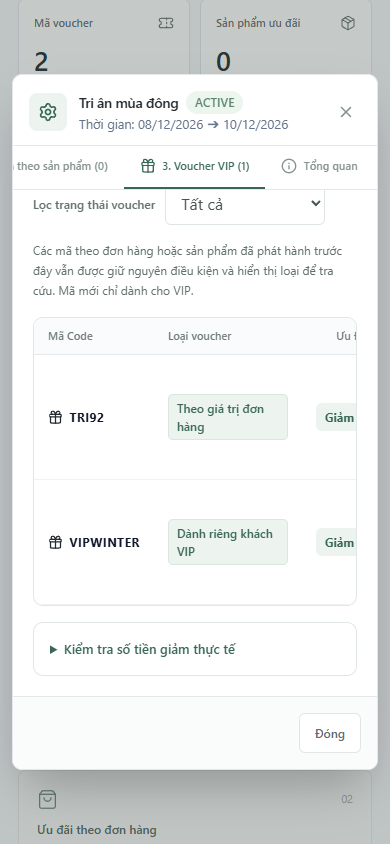 Mã voucher
Sản phẩm ưu đãi
2
0
Tri ân mùa đông ACTIVE
Thời gian: 08/12/2026 → 10/12/2026
theo sản phẩm (0)
3. Voucher VIP (1)
Tổng quan
Lọc trạng thái voucher
Tất cả
Các mã theo đơn hàng hoặc sản phẩm đã phát hành trước
đây vẫn được giữ nguyên điều kiện và hiển thị loại để tra
cứu. Mã mới chỉ dành cho VIP.
Mã Code
Loại voucher
Ưu
TRI92
Theo giá trị đơn
hàng
Giảm
VIPWINTER
Dành riêng khách
VIP
Giảm
▶ Kiểm tra số tiền giảm thực tế
Đóng
02
Ưu đãi theo đơn hàng